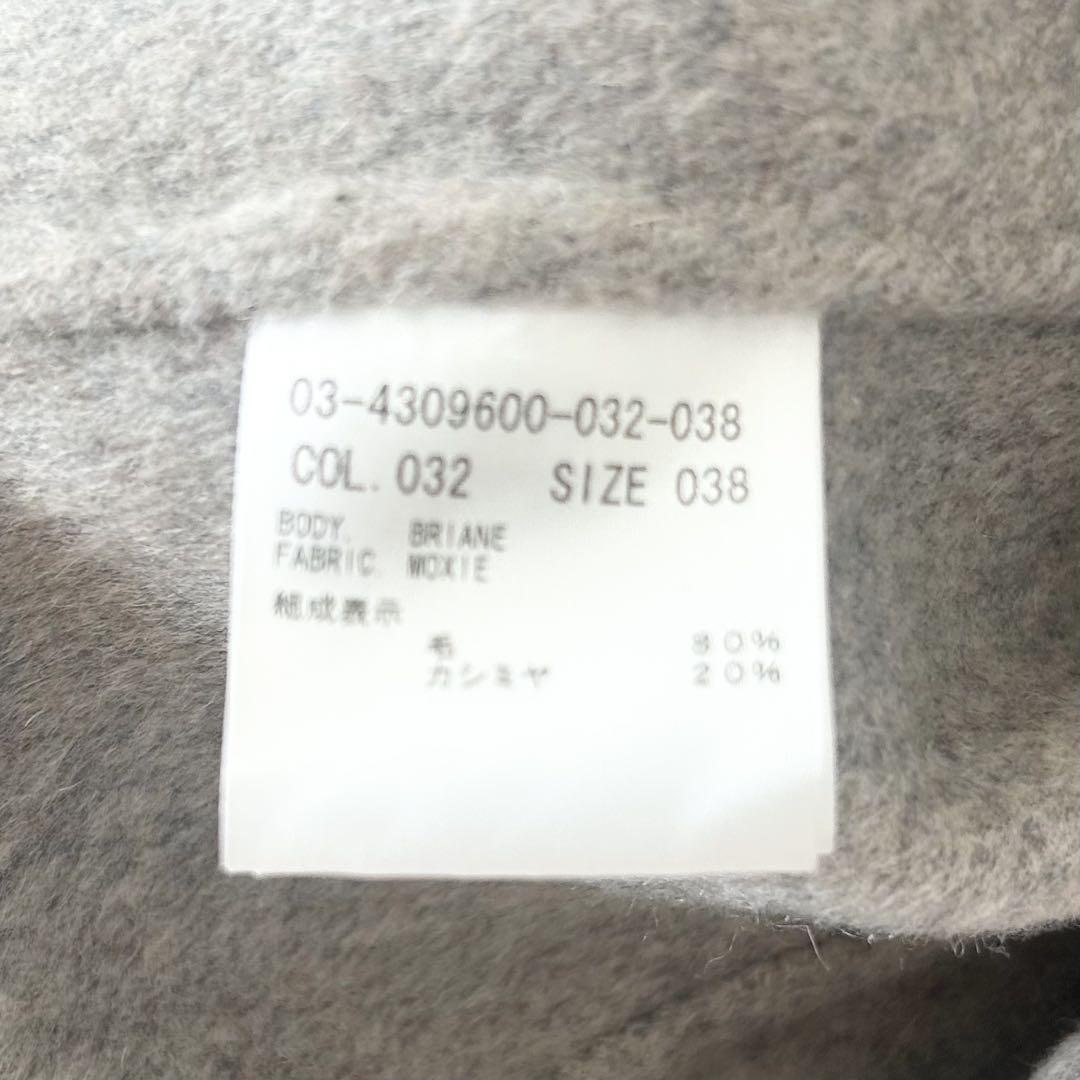 03-4309600-032-038
COL. 032 SIZE 038
BODY. BRIANE
FABRIC. MOXIE
組成表示
毛 80%
カシミヤ 20%